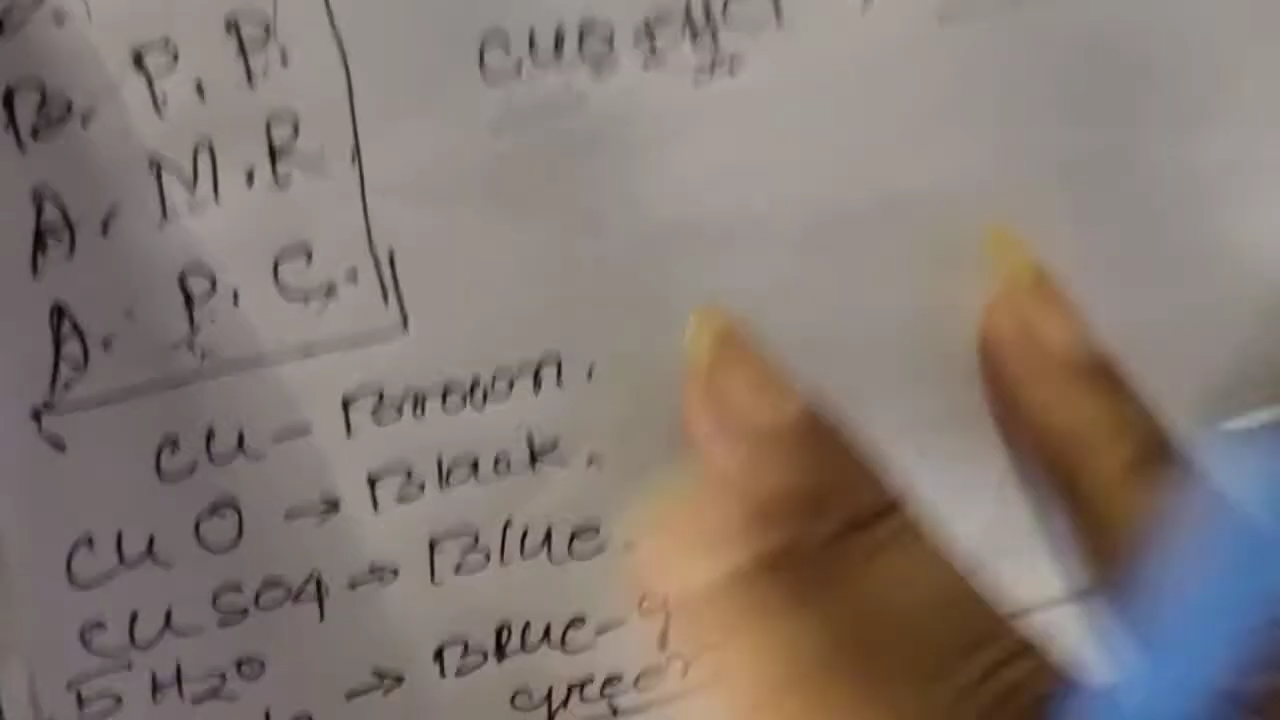 B. P. P.
A. M. R.
A. P. C.
Cu - Brown.
CuO → Black.
CuSO4 → Blue.
5H2O
→ Blue-g
green